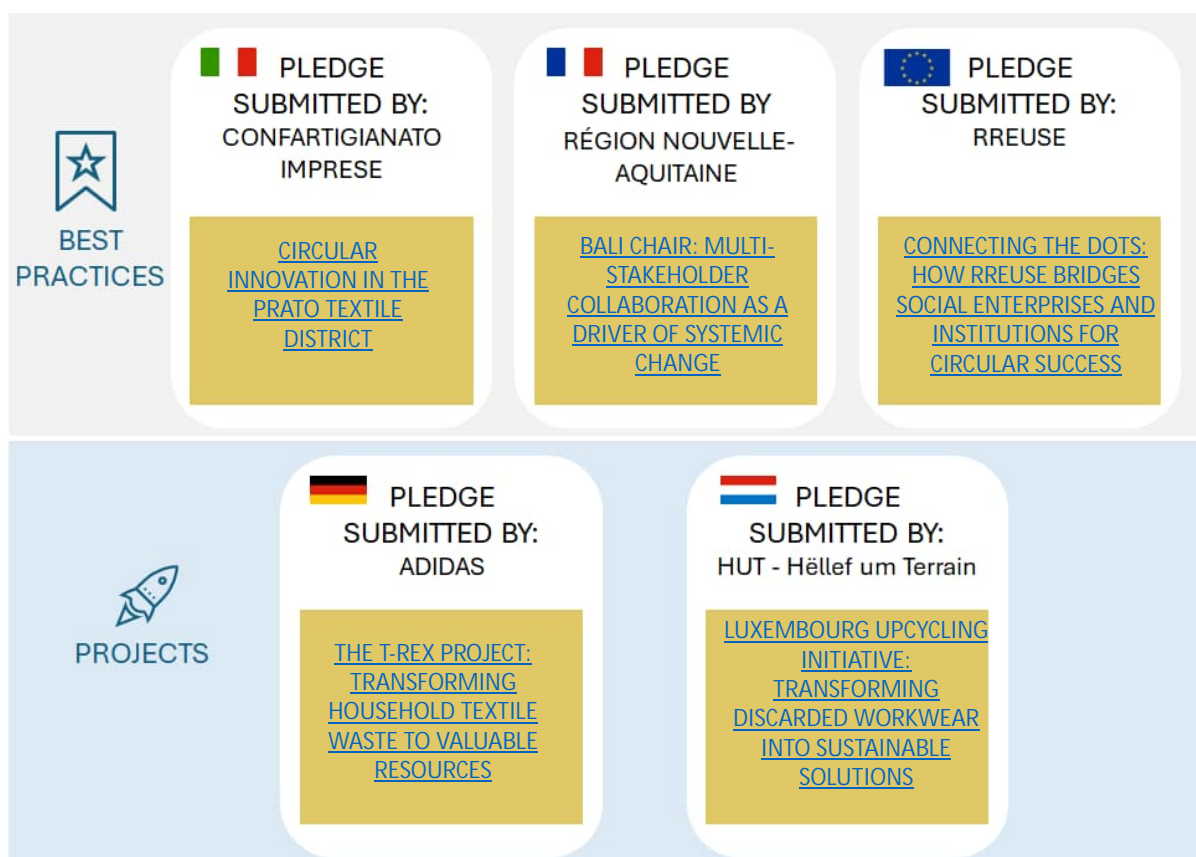 PLEDGE
SUBMITTED BY:
CONFARTIGIANATO
IMPRESE
CIRCULAR
INNOVATION IN THE
PRATO TEXTILE
DISTRICT
PLEDGE
SUBMITTED BY
RÉGION NOUVELLE-
AQUITAINE
BALI CHAIR: MULTI-
STAKEHOLDER
COLLABORATION AS A
DRIVER OF SYSTEMIC
CHANGE
PLEDGE
SUBMITTED BY:
RREUSE
CONNECTING THE DOTS:
HOW RREUSE BRIDGES
SOCIAL ENTERPRISES AND
INSTITUTIONS FOR
CIRCULAR SUCCESS
BEST
PRACTICES
PLEDGE
SUBMITTED BY:
ADIDAS
THE T-REX PROJECT:
TRANSFORMING
HOUSEHOLD TEXTILE
WASTE TO VALUABLE
RESOURCES
PLEDGE
SUBMITTED BY:
HUT - Hëllef um Terrain
LUXEMBOURG UPCYCLING
INITIATIVE:
TRANSFORMING
DISCARDED WORKWEAR
INTO SUSTAINABLE
SOLUTIONS
PROJECTS